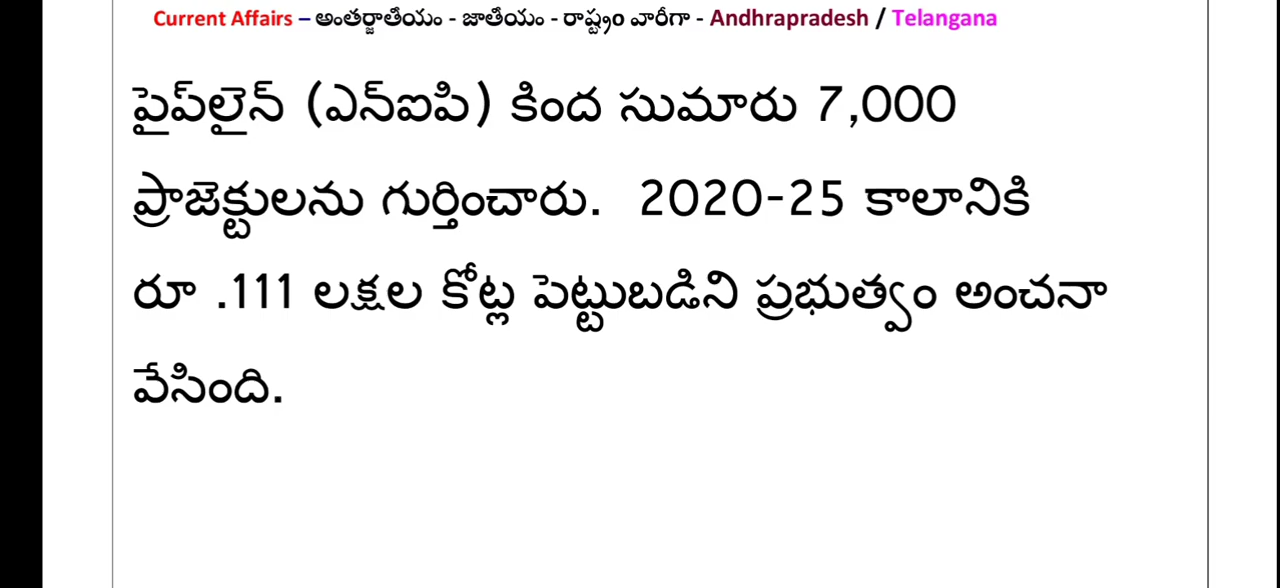 Current Affairs – అంతర్జాతీయం - జాతీయం - రాష్ట్రం వారీగా - Andhrapradesh / Telangana
పైప్‌లైన్ (ఎన్ఐపి) కింద సుమారు 7,000
ప్రాజెక్టులను గుర్తించారు. 2020-25 కాలానికి
రూ .111 లక్షల కోట్ల పెట్టుబడిని ప్రభుత్వం అంచనా
వేసింది.